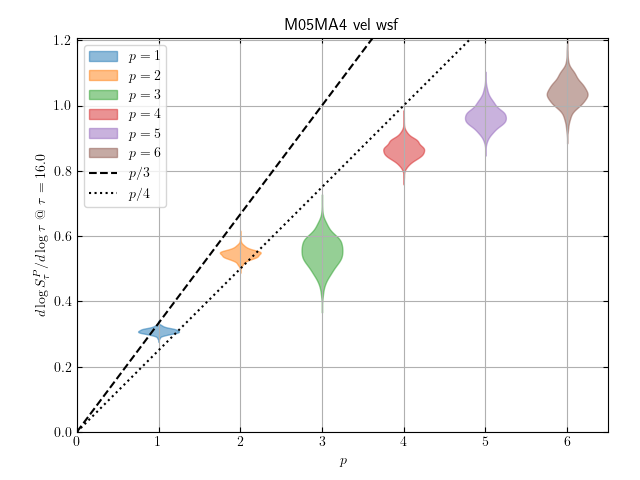 M05MA4 vel wsf
d log S_τ^P / d log τ @ τ = 16.0
1.2
1.0
0.8
0.6
0.4
0.2
0.0
p = 1
p = 2
p = 3
p = 4
p = 5
p = 6
p/3
p/4
0 1 2 3 4 5 6
p